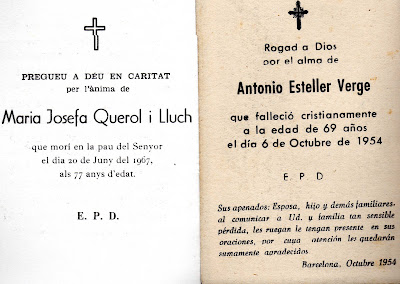 PREGUEU A DÉU EN CARITAT
per l'ànima de
Maria Josefa Querol i Lluch
que morí en la pau del Senyor
el dia 20 de Juny del 1967,
als 77 anys d'edat.
E. P. D.
Rogad a Dios
por el alma de
Antonio Esteller Verge
que falleció cristianamente
a la edad de 69 años
el día 6 de Octubre de 1954
E. P. D
Sus apenados: Esposa, hijo y demás familiares,
al comunicar a Ud. y familia tan sensible
pérdida, les ruegan le tengan presente en sus
oraciones, por cuya atención les quedarán
sumamente agradecidos
Barcelona, Octubre 1954